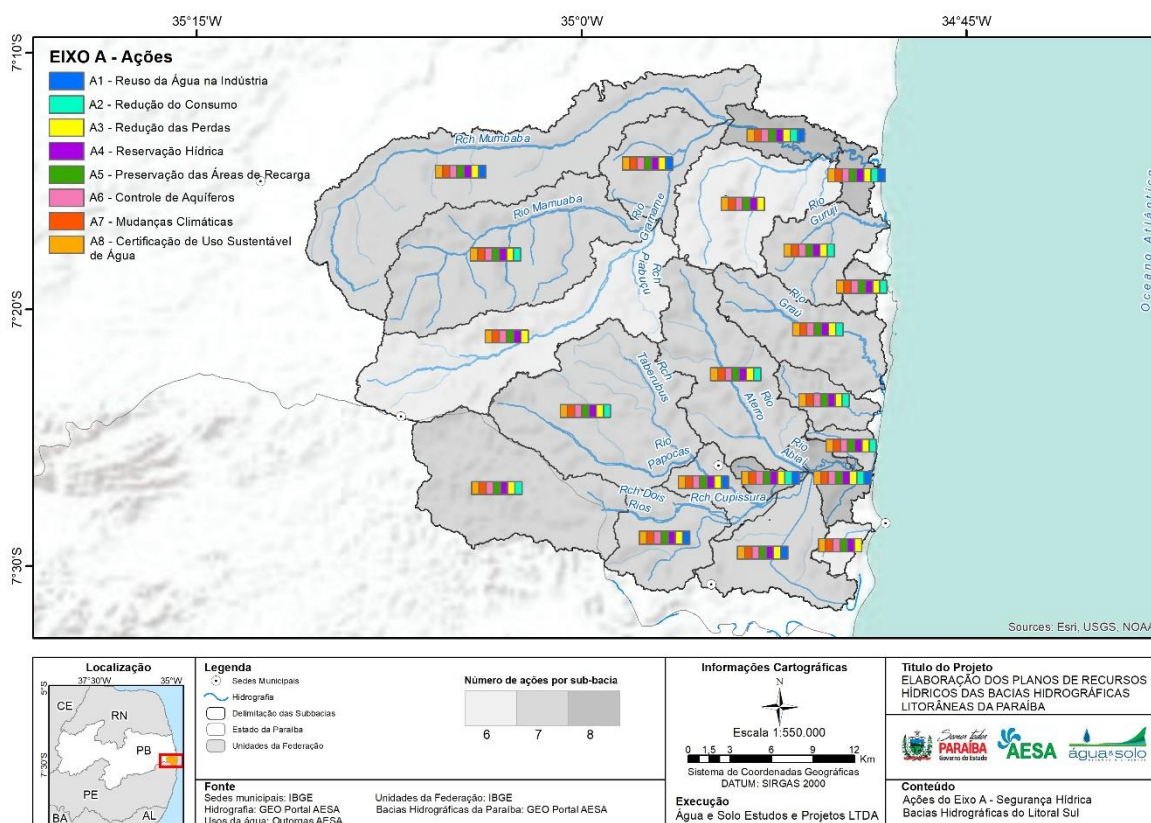 35°15'W
35°0'W
34°45'W
7°10'S
7°20'S
7°30'S
EIXO A - Ações
A1 - Reuso da Água na Indústria
A2 - Redução do Consumo
A3 - Redução das Perdas
A4 - Reservação Hídrica
A5 - Preservação das Áreas de Recarga
A6 - Controle de Aquíferos
A7 - Mudanças Climáticas
A8 - Certificação de Uso Sustentável
de Água
Rch Mumbaba
Rio Mamuaba
Rio
Gramame
Rch
Piabuçu
Rio
Guruji
Rio
Graú
Rch
Taberubus
Rio
Aterro
Rio
Papocas
Rio
Abiaí
Rch Dois
Rios
Rch Cupissura
Oceano Atlântico
Sources: Esri, USGS, NOAA
Localização
37°30'W
35°W
5°S
7°30'S
CE
RN
PB
PE
BA
AL
Legenda
Sedes Municipais
Hidrografia
Delimitação das Subbacias
Estado da Paraíba
Unidades da Federação
Número de ações por sub-bacia
6
7
8
Fonte
Sedes municipais: IBGE
Hidrografia: GEO Portal AESA
Usos da água: Outorgas AESA
Unidades da Federação: IBGE
Bacias Hidrográficas da Paraíba: GEO Portal AESA
Informações Cartográficas
N
Escala 1:550.000
0 1,5 3 6 9 12
Km
Sistema de Coordenadas Geográficas
DATUM: SIRGAS 2000
Execução
Água e Solo Estudos e Projetos LTDA
Título do Projeto
ELABORAÇÃO DOS PLANOS DE RECURSOS
HÍDRICOS DAS BACIAS HIDROGRÁFICAS
LITORÂNEAS DA PARAÍBA
Somos todos
PARAÍBA
Governo do Estado
AESA
água&solo
Conteúdo
Ações do Eixo A - Segurança Hídrica
Bacias Hidrográficas do Litoral Sul